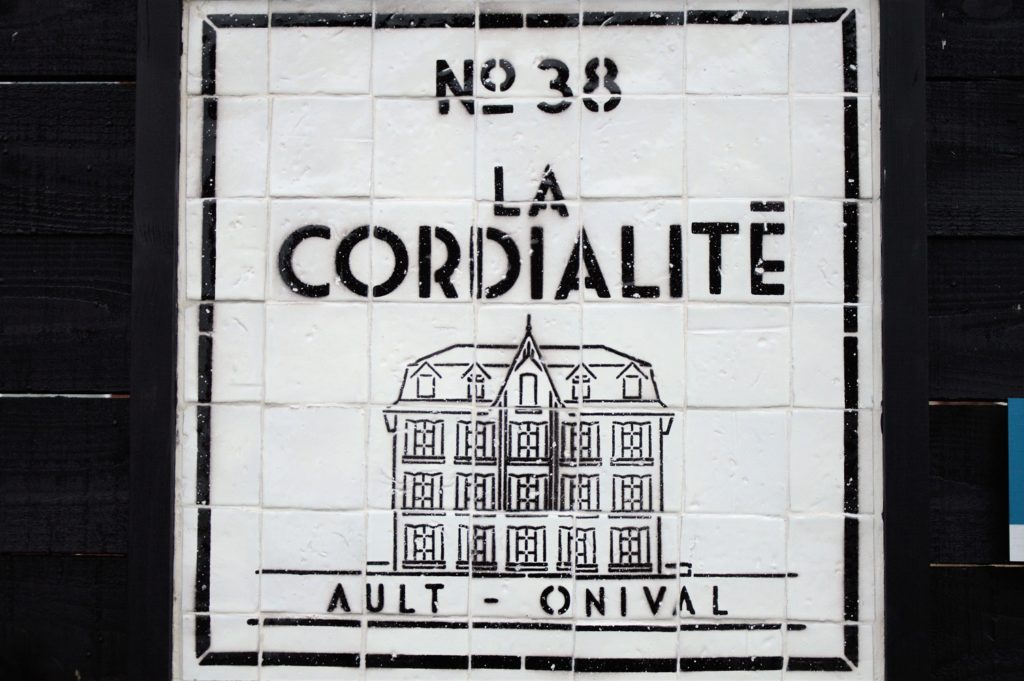 Nº 38
LA
CORDIALITÉ
AULT - ONIVAL